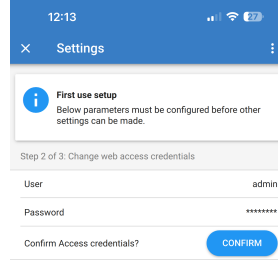 12:13
27
Settings
First use setup
Below parameters must be configured before other
settings can be made.
Step 2 of 3: Change web access credentials
User admin
Password ********
Confirm Access credentials? CONFIRM